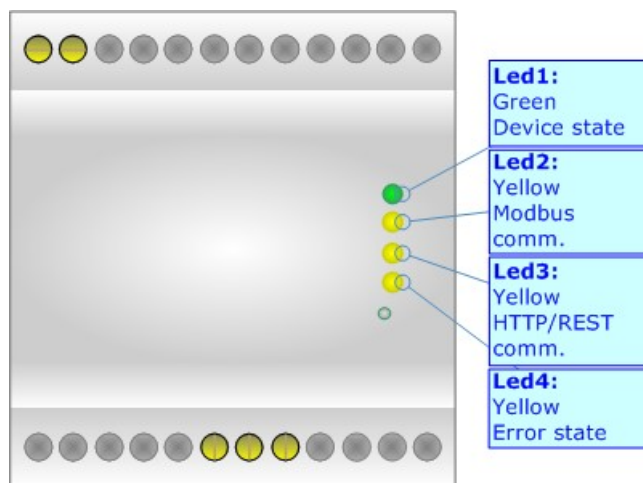 Led1:
Green
Device state
Led2:
Yellow
Modbus
comm.
Led3:
Yellow
HTTP/REST
comm.
Led4:
Yellow
Error state